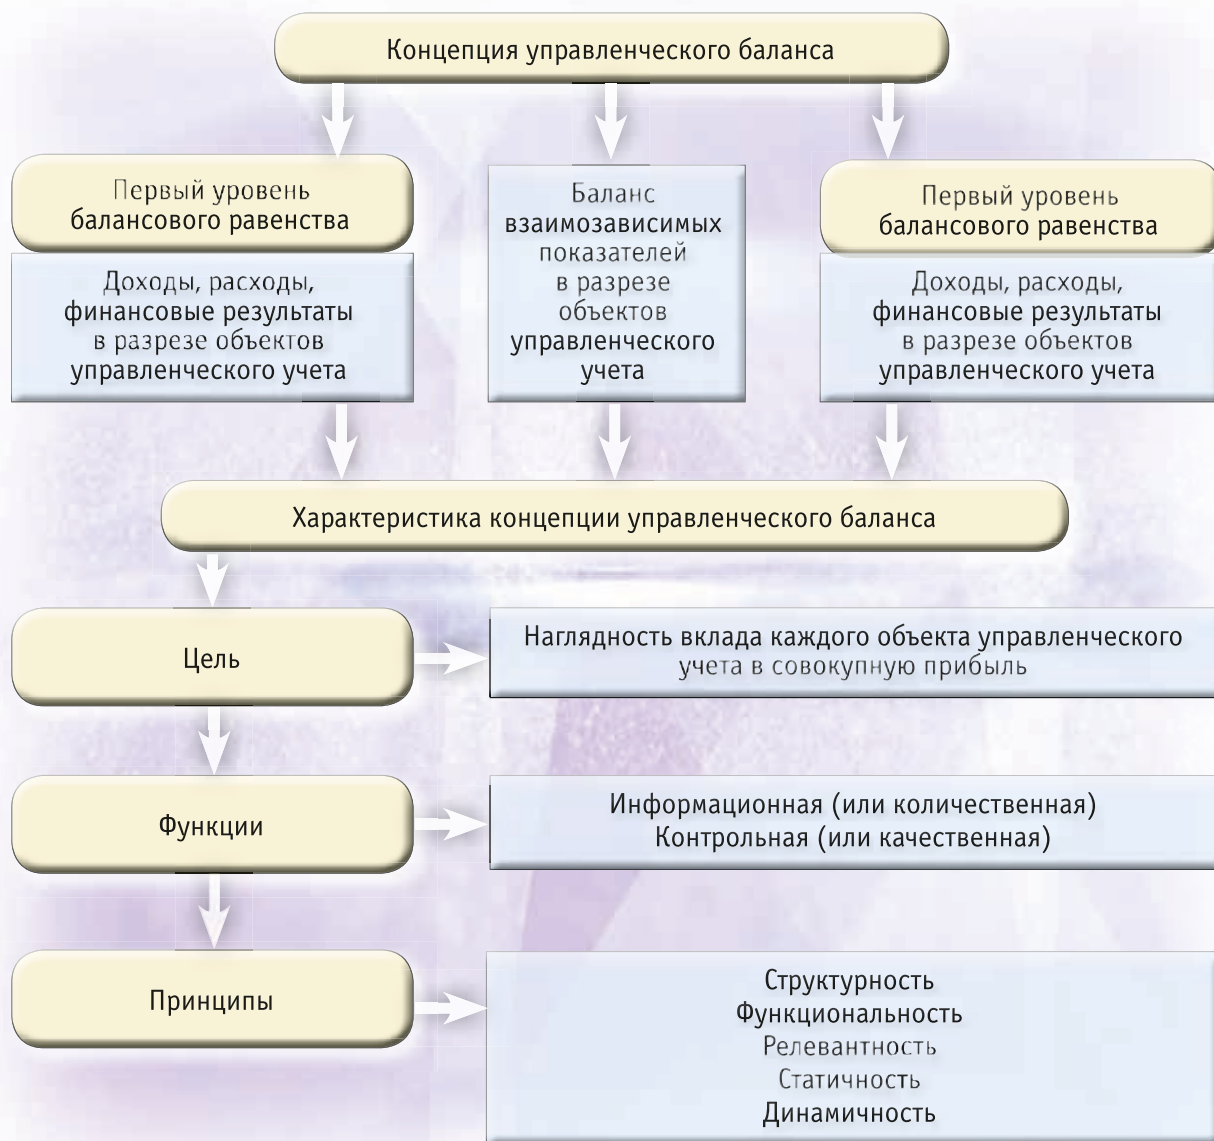 Концепция управленческого баланса
Первый уровень
балансового равенства
Доходы, расходы,
финансовые результаты
в разрезе объектов
управленческого учета
Баланс
взаимозависимых
показателей
в разрезе
объектов
управленческого
учета
Первый уровень
балансового равенства
Доходы, расходы,
финансовые результаты
в разрезе объектов
управленческого учета
Характеристика концепции управленческого баланса
Цель
Наглядность вклада каждого объекта управленческого
учета в совокупную прибыль
Функции
Информационная (или количественная)
Контрольная (или качественная)
Принципы
Структурность
Функциональность
Релевантность
Статичность
Динамичность